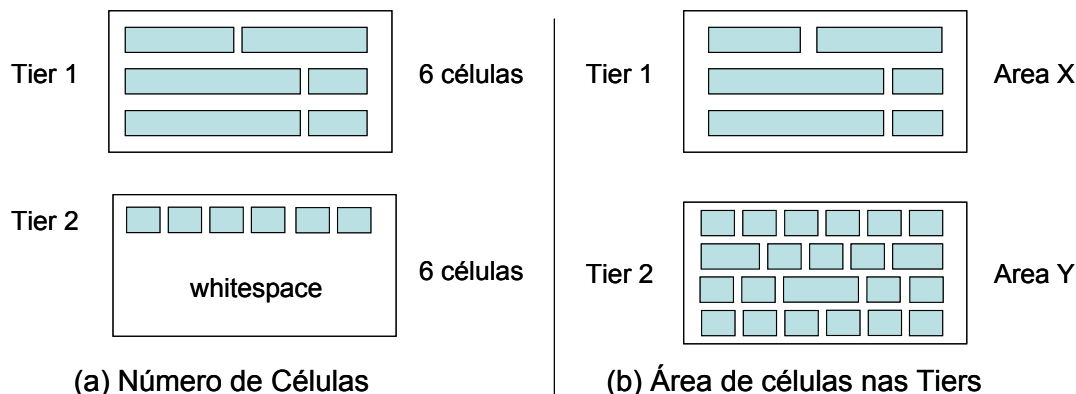 Tier 1
6 células
Tier 2
whitespace
6 células
(a) Número de Células
Tier 1
Area X
Tier 2
Area Y
(b) Área de células nas Tiers